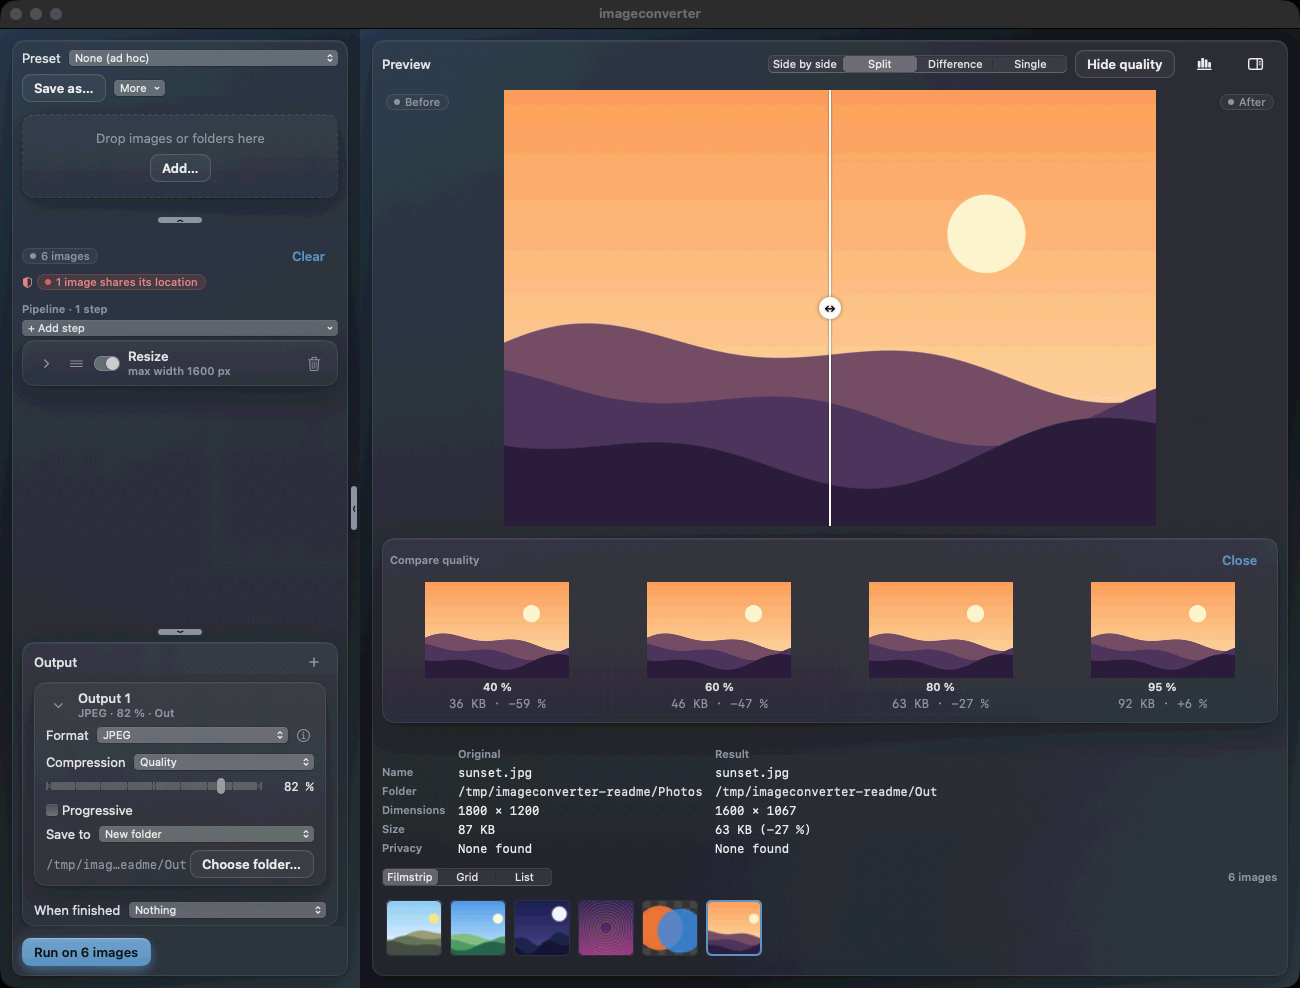 imageconverter
Preset None (ad hoc)
Save as... More
Drop images or folders here
Add...
6 images Clear
1 image shares its location
Pipeline · 1 step
+ Add step
Resize
max width 1600 px
Output +
Output 1
JPEG · 82 % · Out
Format JPEG
Compression Quality
82 %
Progressive
Save to New folder
/tmp/imag…eadme/Out Choose folder...
When finished Nothing
Run on 6 images
Preview Side by side Split Difference Single Hide quality
Before After
Compare quality Close
40 % 60 % 80 % 95 %
36 KB · −59 % 46 KB · −47 % 63 KB · −27 % 92 KB · +6 %
Original Result
Name sunset.jpg sunset.jpg
Folder /tmp/imageconverter-readme/Photos /tmp/imageconverter-readme/Out
Dimensions 1800 × 1200 1600 × 1067
Size 87 KB 63 KB (−27 %)
Privacy None found None found
Filmstrip Grid List 6 images